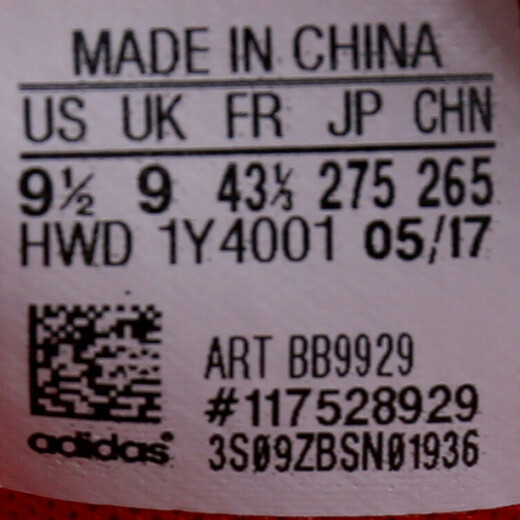 MADE IN CHINA
US UK FR JP CHN
9½ 9 43⅓ 275 265
HWD 1Y4001 05/17
ART BB9929
#117528929
adidas®
3S09ZBSN01936